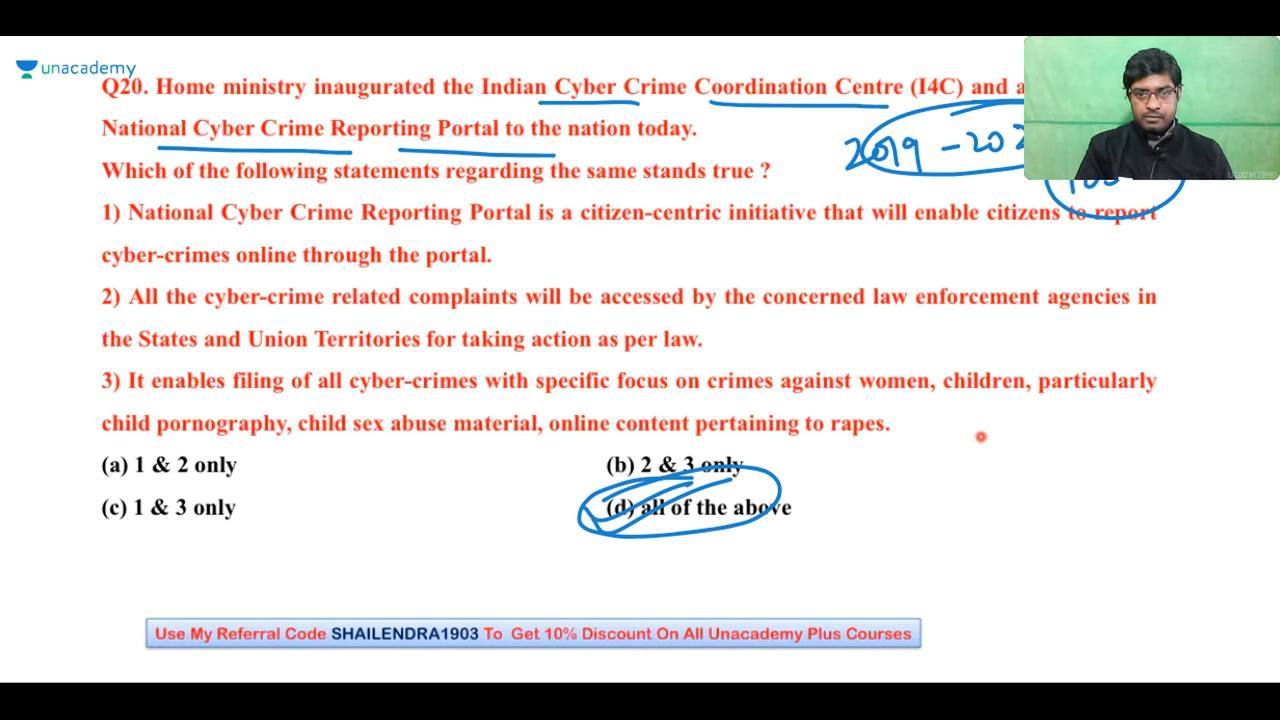 unacademy
Q20. Home ministry inaugurated the Indian Cyber Crime Coordination Centre (I4C) and a
National Cyber Crime Reporting Portal to the nation today.
2019 - 202
Which of the following statements regarding the same stands true ?
1) National Cyber Crime Reporting Portal is a citizen-centric initiative that will enable citizens to report
cyber-crimes online through the portal.
2) All the cyber-crime related complaints will be accessed by the concerned law enforcement agencies in
the States and Union Territories for taking action as per law.
3) It enables filing of all cyber-crimes with specific focus on crimes against women, children, particularly
child pornography, child sex abuse material, online content pertaining to rapes.
(a) 1 & 2 only (b) 2 & 3 only
(c) 1 & 3 only (d) all of the above
Use My Referral Code SHAILENDRA1903 To Get 10% Discount On All Unacademy Plus Courses